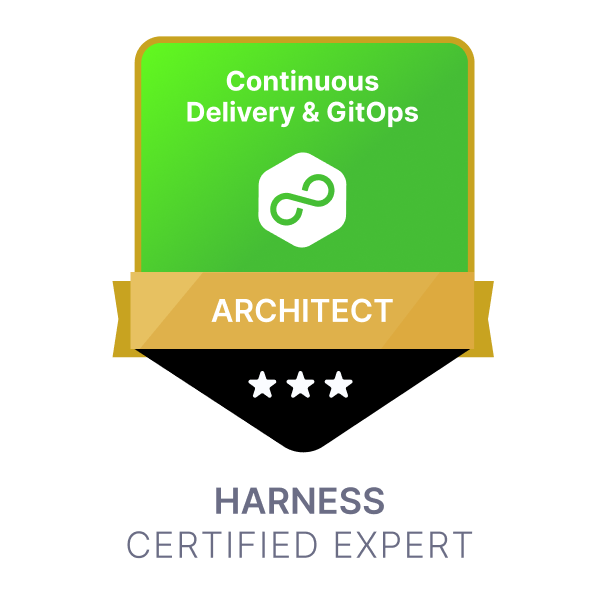 Continuous
Delivery & GitOps
ARCHITECT
HARNESS
CERTIFIED EXPERT